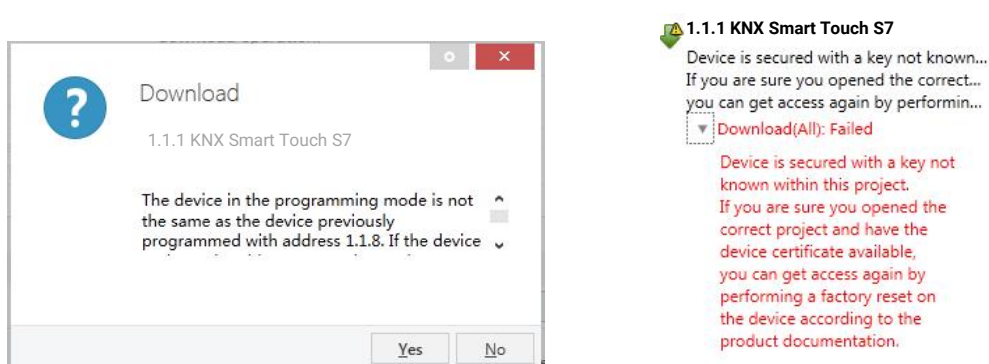 Download
1.1.1 KNX Smart Touch S7
The device in the programming mode is not
the same as the device previously
programmed with address 1.1.8. If the device
Yes
No
1.1.1 KNX Smart Touch S7
Device is secured with a key not known...
If you are sure you opened the correct...
you can get access again by performin...
Download(All): Failed
Device is secured with a key not
known within this project.
If you are sure you opened the
correct project and have the
device certificate available,
you can get access again by
performing a factory reset on
the device according to the
product documentation.